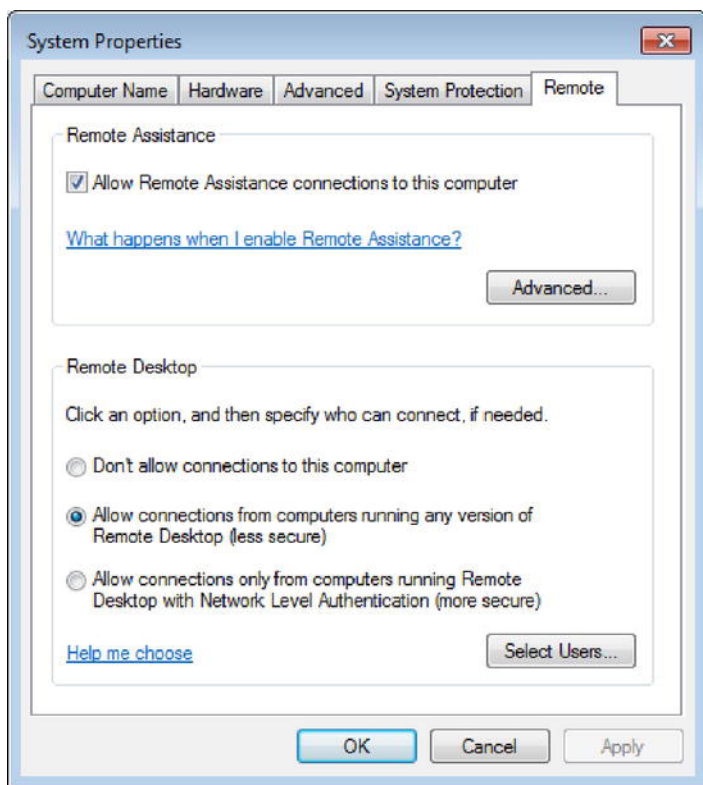 System Properties
Computer Name
Hardware
Advanced
System Protection
Remote
Remote Assistance
Allow Remote Assistance connections to this computer
What happens when I enable Remote Assistance?
Advanced...
Remote Desktop
Click an option, and then specify who can connect, if needed.
Don't allow connections to this computer
Allow connections from computers running any version of
Remote Desktop (less secure)
Allow connections only from computers running Remote
Desktop with Network Level Authentication (more secure)
Help me choose
Select Users...
OK
Cancel
Apply